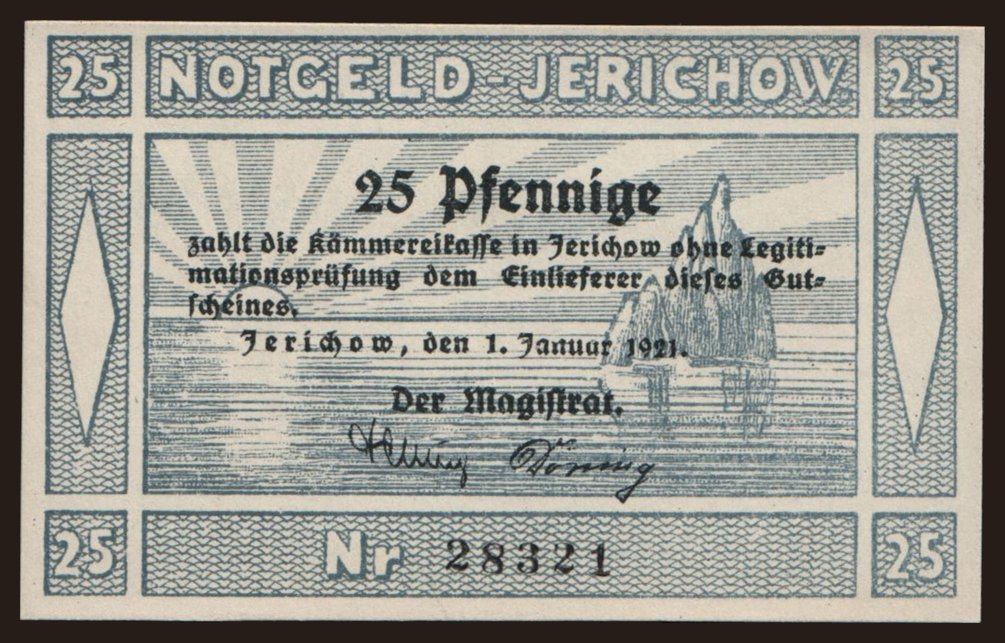 25 NOTGELD-JERICHOW. 25
25 Pfennige
zahlt die Kämmereikasse in Jerichow ohne Legiti-
mationsprüfung dem Einlieferer dieses Gut-
scheines.
Jerichow, den 1. Januar 1921.
Der Magistrat.
Döning
25 Nr 28321 25